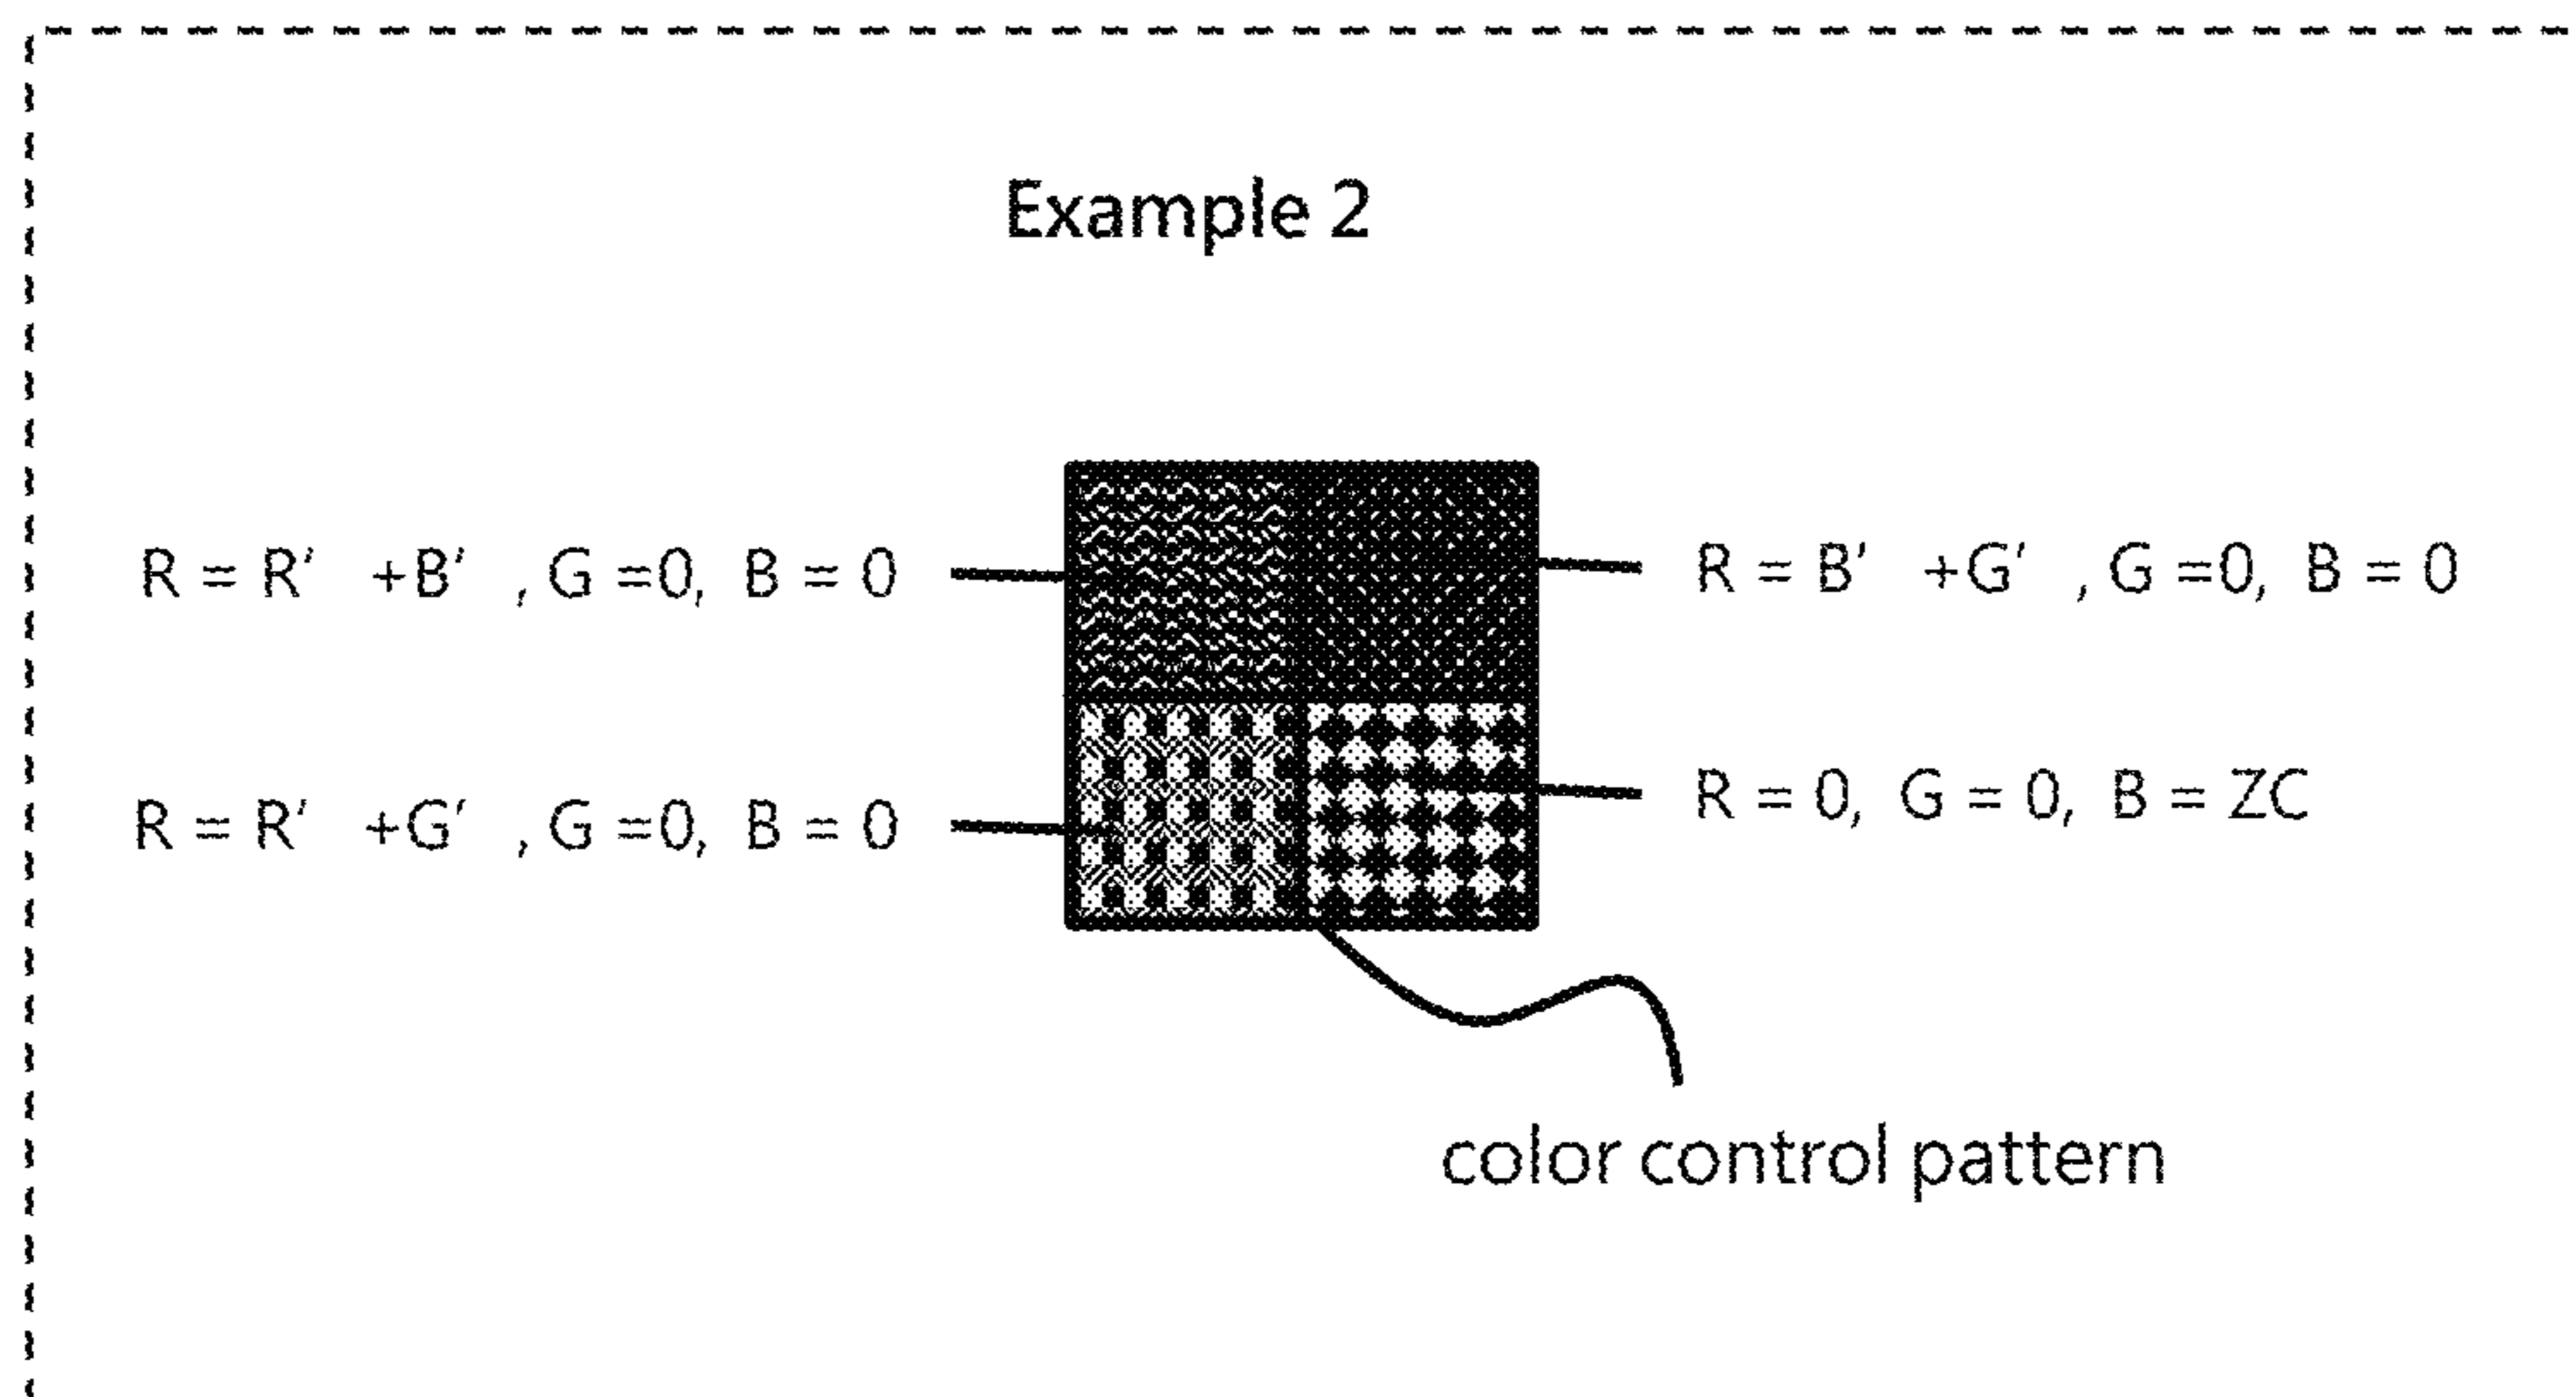 Example 2
R = R′ +B′ , G =0, B = 0
R = B′ +G′ , G =0, B = 0
R = R′ +G′ , G =0, B = 0
R = 0, G = 0, B = ZC
color control pattern